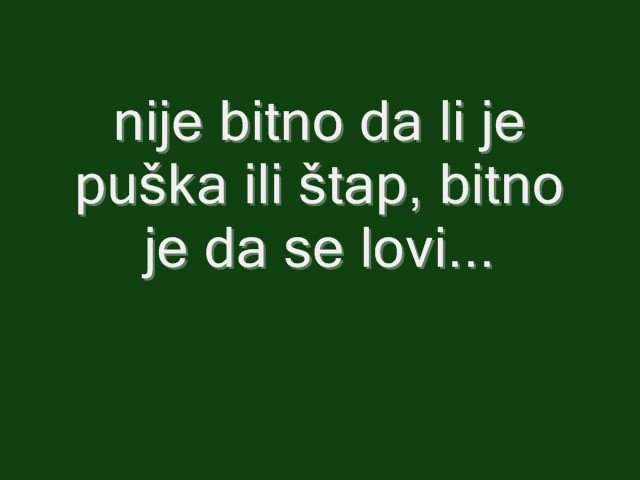 nije bitno da li je
puška ili štap, bitno
je da se lovi...